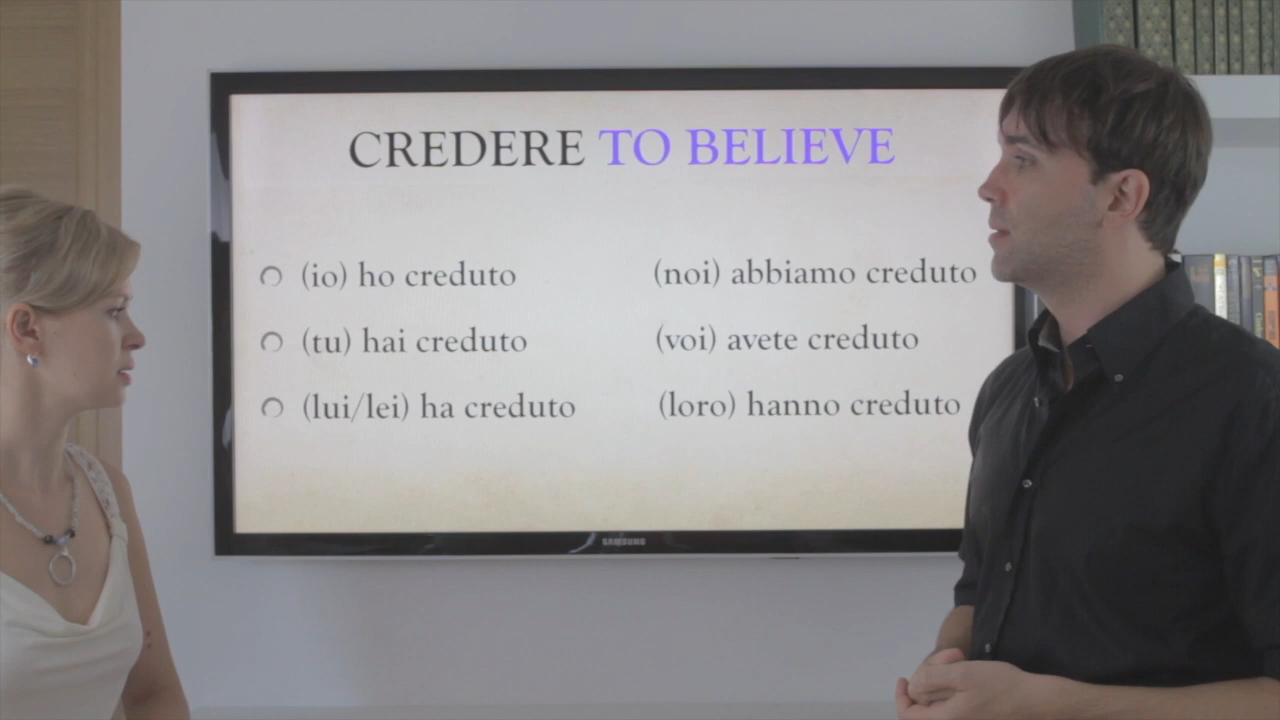 CREDERE TO BELIEVE
(io) ho creduto
(tu) hai creduto
(lui/lei) ha creduto
(noi) abbiamo creduto
(voi) avete creduto
(loro) hanno creduto
SAMSUNG